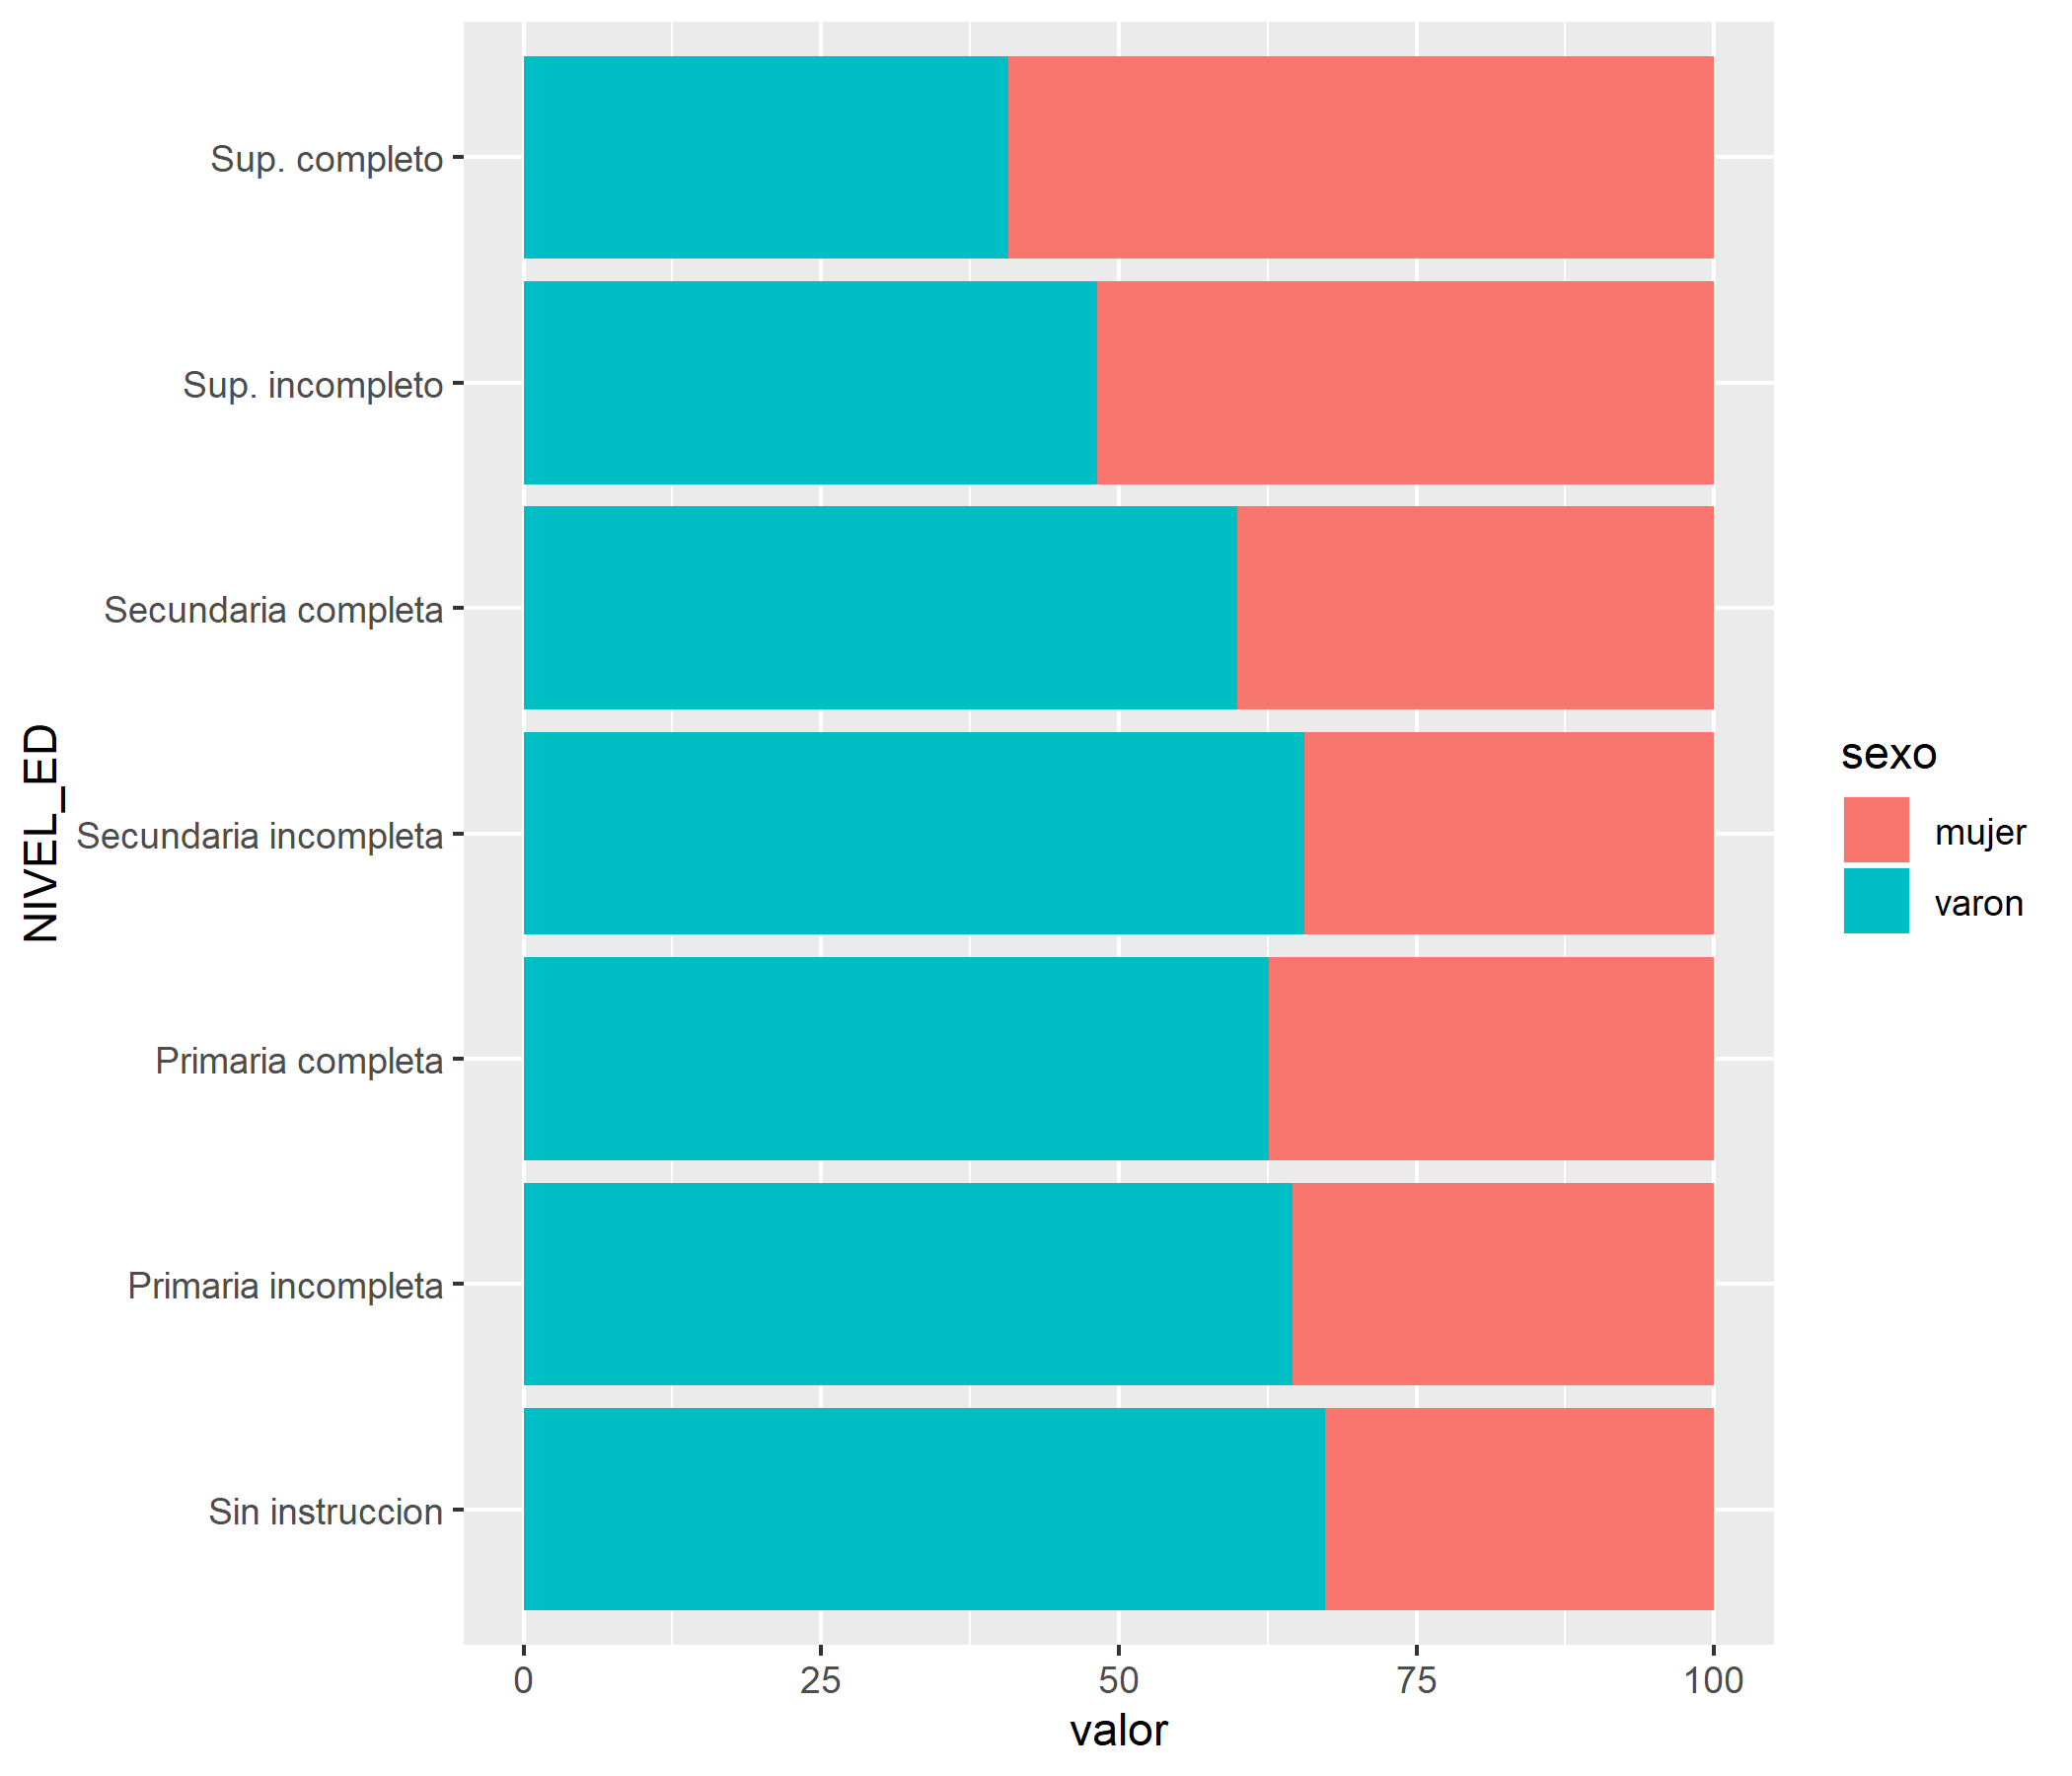 Sup. completo
Sup. incompleto
Secundaria completa
Secundaria incompleta
Primaria completa
Primaria incompleta
Sin instruccion
NIVEL_ED
0 25 50 75 100
valor
sexo
mujer
varon